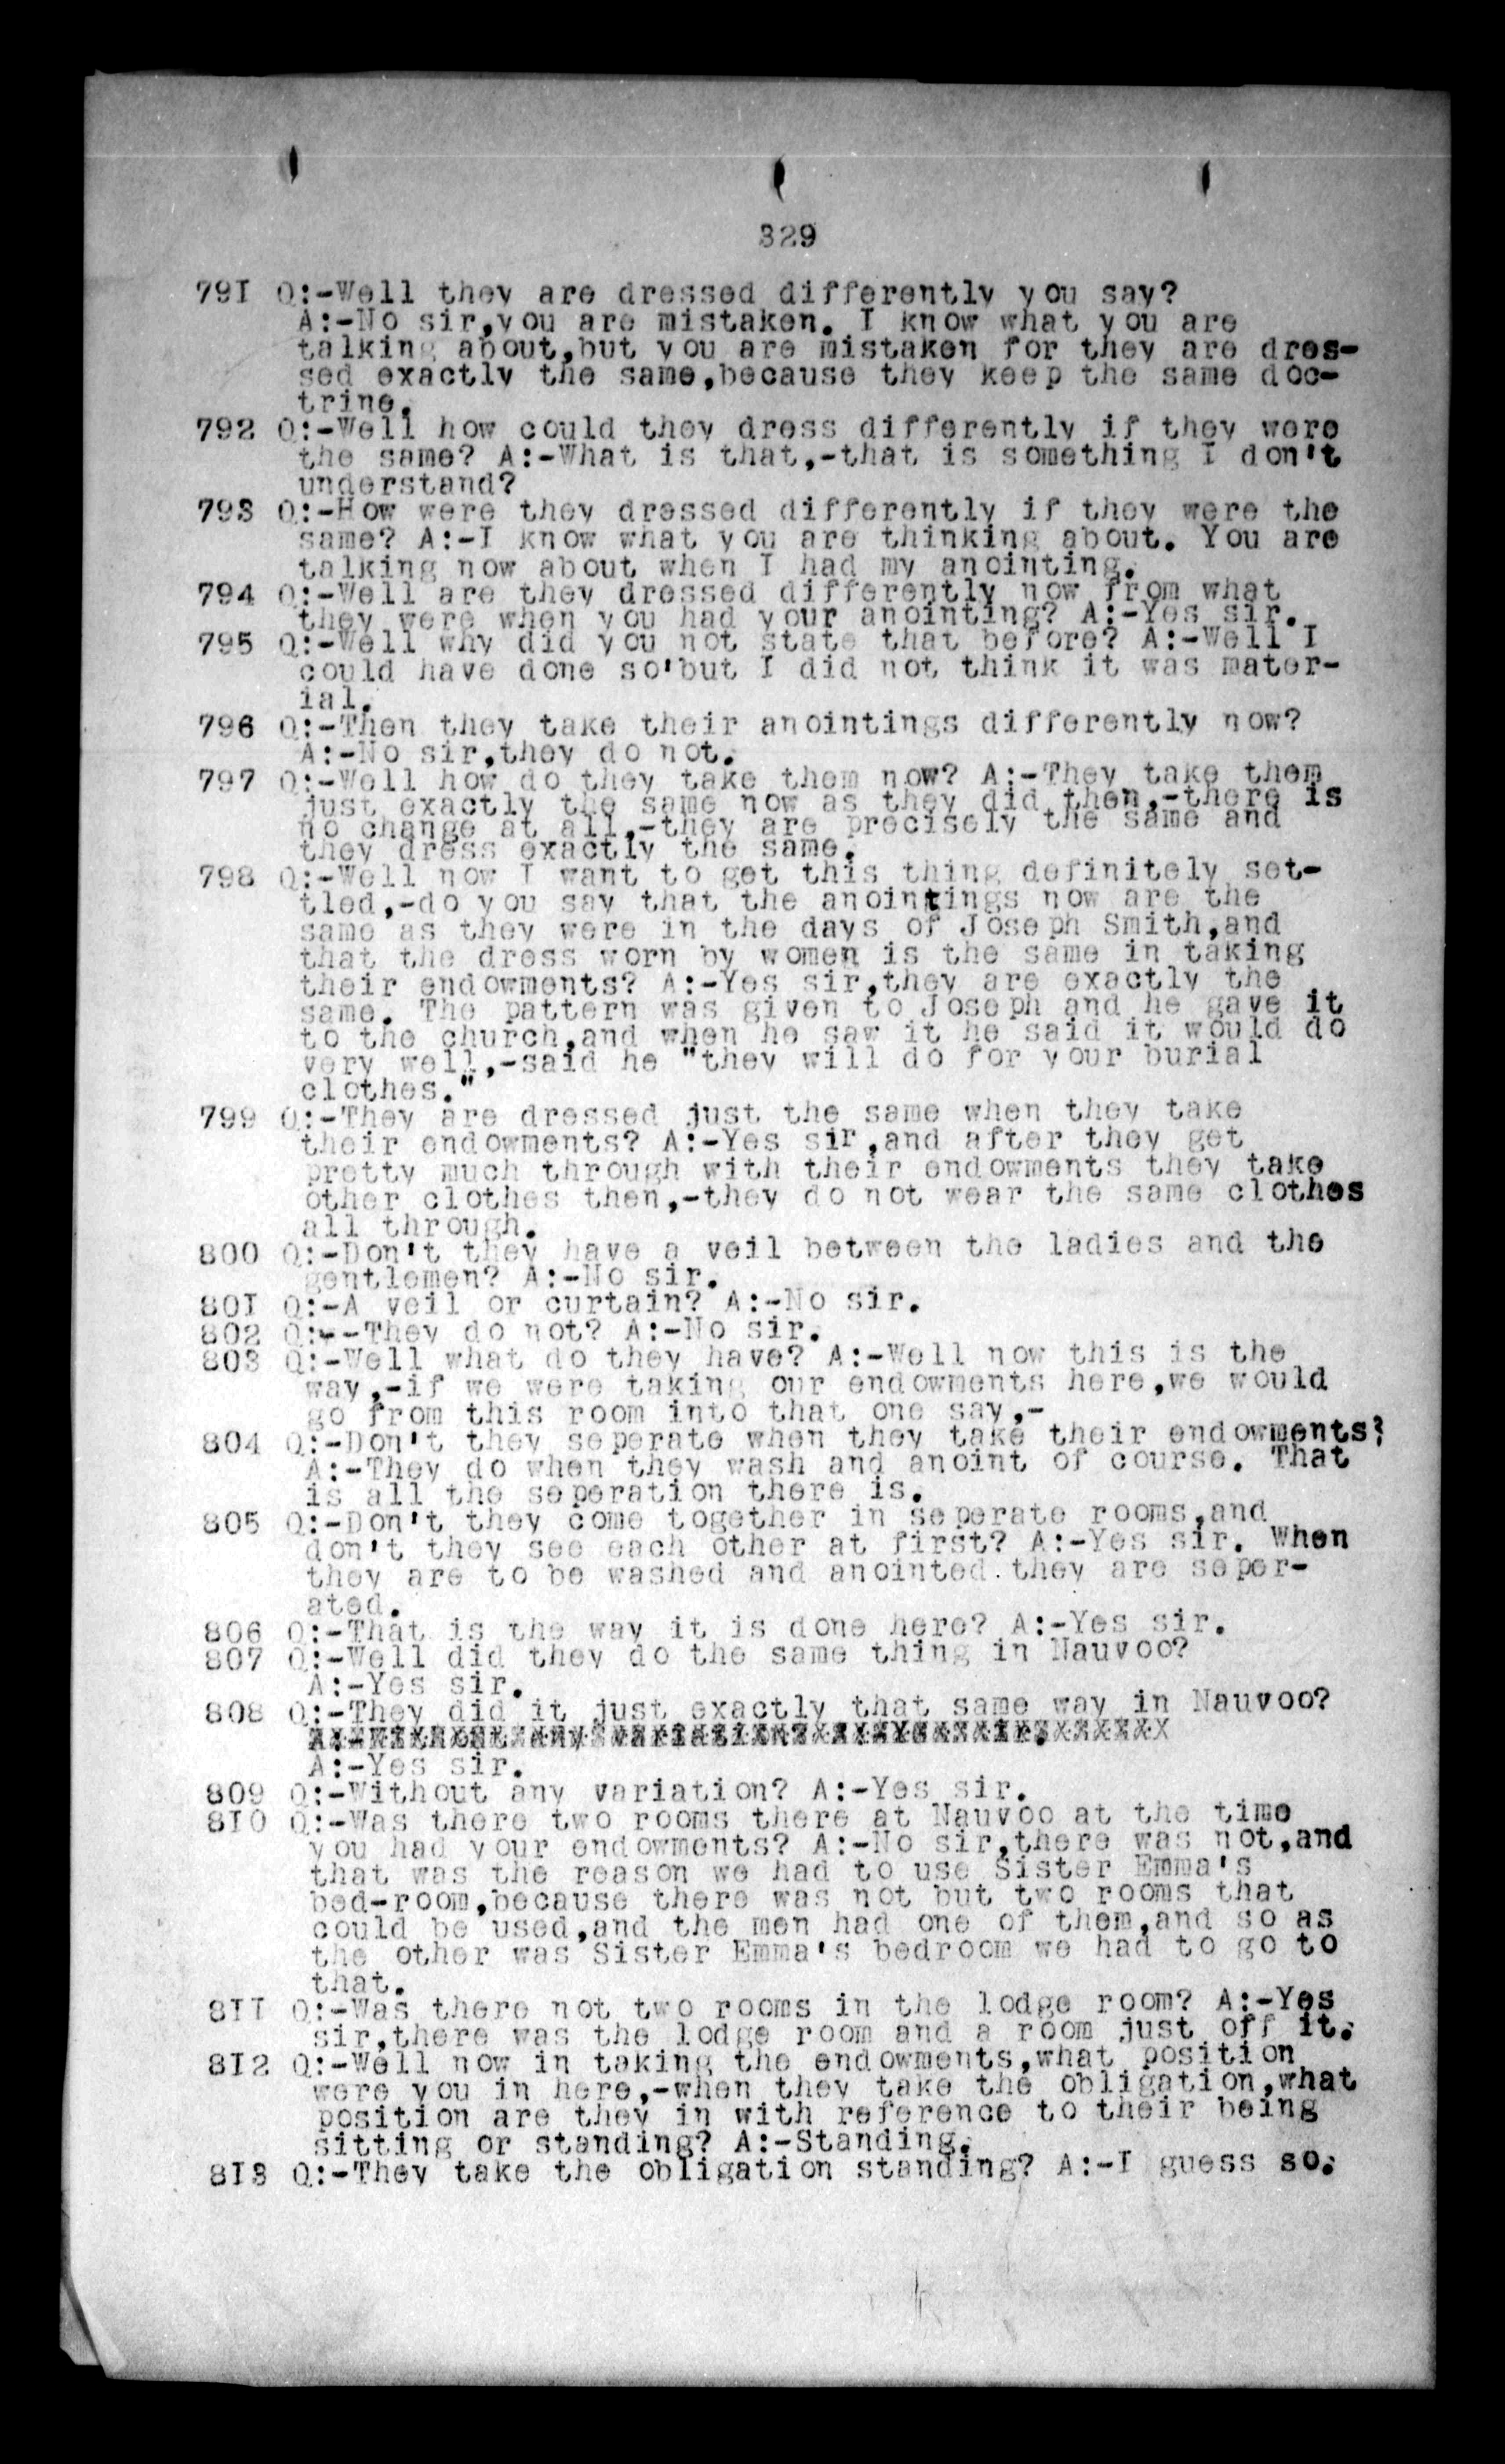 329
791 Q:-Well they are dressed differently you say?
A:-No sir,you are mistaken. I know what you are
talking about,but you are mistaken for they are dres-
sed exactly the same,because they keep the same doc-
trine.
792 Q:-Well how could they dress differently if they were
the same? A:-What is that,-that is something I don't
understand?
793 Q:-How were they dressed differently if they were the
same? A:-I know what you are thinking about. You are
talking now about when I had my anointing.
794 Q:-Well are they dressed differently now from what
they were when you had your anointing? A:-Yes sir.
795 Q:-Well why did you not state that before? A:-Well I
could have done so'but I did not think it was mater-
ial.
796 Q:-Then they take their anointings differently now?
A:-No sir,they do not.
797 Q:-Well how do they take them now? A:-They take them
just exactly the same now as they did then,-there is
no change at all,-they are precisely the same and
they dress exactly the same.
798 Q:-Well now I want to get this thing definitely set-
tled,-do you say that the anointings now are the
same as they were in the days of Joseph Smith,and
that the dress worn by women is the same in taking
their endowments? A:-Yes sir,they are exactly the
same. The pattern was given to Joseph and he gave it
to the church,and when he saw it he said it would do
very well,-said he "they will do for your burial
clothes."
799 Q:-They are dressed just the same when they take
their endowments? A:-Yes sir,and after they get
pretty much through with their endowments they take
other clothes then,-they do not wear the same clothes
all through.
800 Q:-Don't they have a veil between the ladies and the
gentlemen? A:-No sir.
801 Q:-A veil or curtain? A:-No sir.
802 Q:--They do not? A:-No sir.
803 Q:-Well what do they have? A:-Well now this is the
way,-if we were taking our endowments here,we would
go from this room into that one say,-
804 Q:-Don't they seperate when they take their endowments?
A:-They do when they wash and anoint of course. That
is all the seperation there is.
805 Q:-Don't they come together in seperate rooms,and
don't they see each other at first? A:-Yes sir. When
they are to be washed and anointed.they are seper-
ated.
806 Q:-That is the way it is done here? A:-Yes sir.
807 Q:-Well did they do the same thing in Nauvoo?
A:-Yes sir.
808 Q:-They did it just exactly that same way in Nauvoo?
A:-Yes sir.
809 Q:-Without any variation? A:-Yes sir.
810 Q:-Was there two rooms there at Nauvoo at the time
you had your endowments? A:-No sir,there was not,and
that was the reason we had to use Sister Emma's
bed-room,because there was not but two rooms that
could be used,and the men had one of them,and so as
the other was Sister Emma's bedroom we had to go to
that.
811 Q:-Was there not two rooms in the lodge room? A:-Yes
sir,there was the lodge room and a room just off it.
812 Q:-Well now in taking the endowments,what position
were you in here,-when they take the obligation,what
position are they in with reference to their being
sitting or standing? A:-Standing.
813 Q:-They take the obligation standing? A:-I guess so.